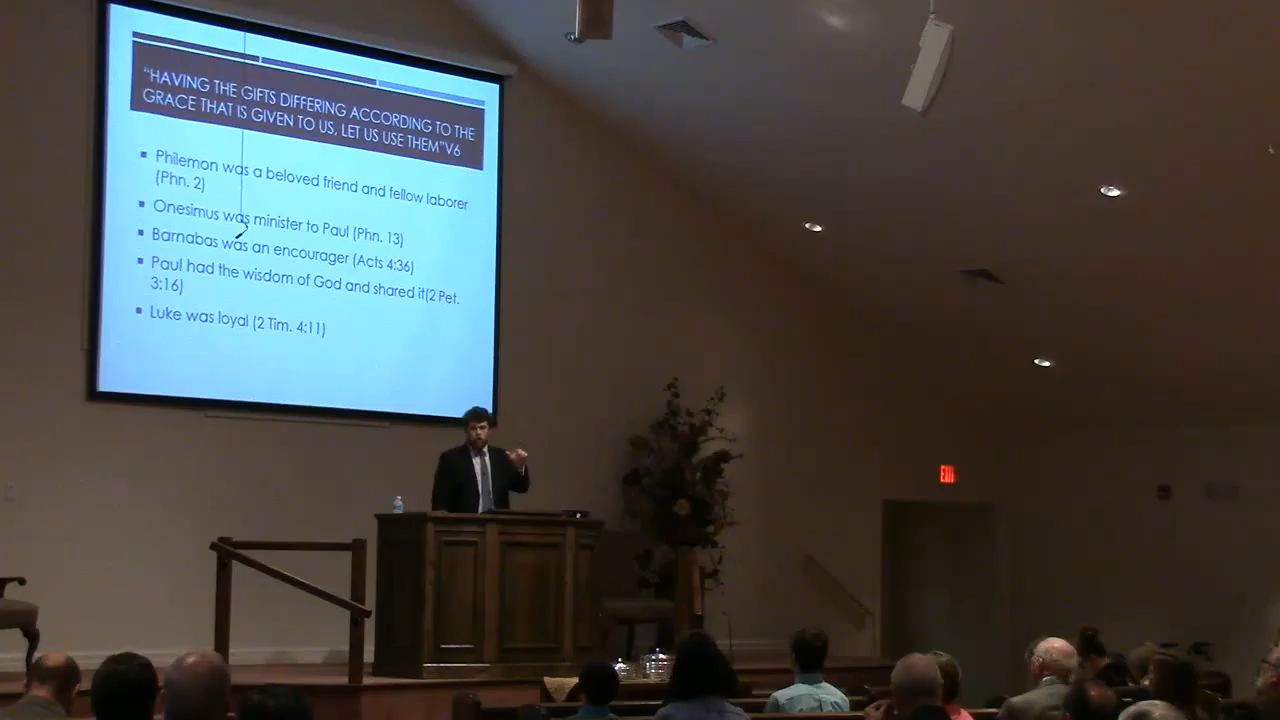 “HAVING THE GIFTS DIFFERING ACCORDING TO THE
GRACE THAT IS GIVEN TO US, LET US USE THEM”V6
Philemon was a beloved friend and fellow laborer
(Phn. 2)
Onesimus was minister to Paul (Phn. 13)
Barnabas was an encourager (Acts 4:36)
Paul had the wisdom of God and shared it(2 Pet.
3:16)
Luke was loyal (2 Tim. 4:11)
EXIT